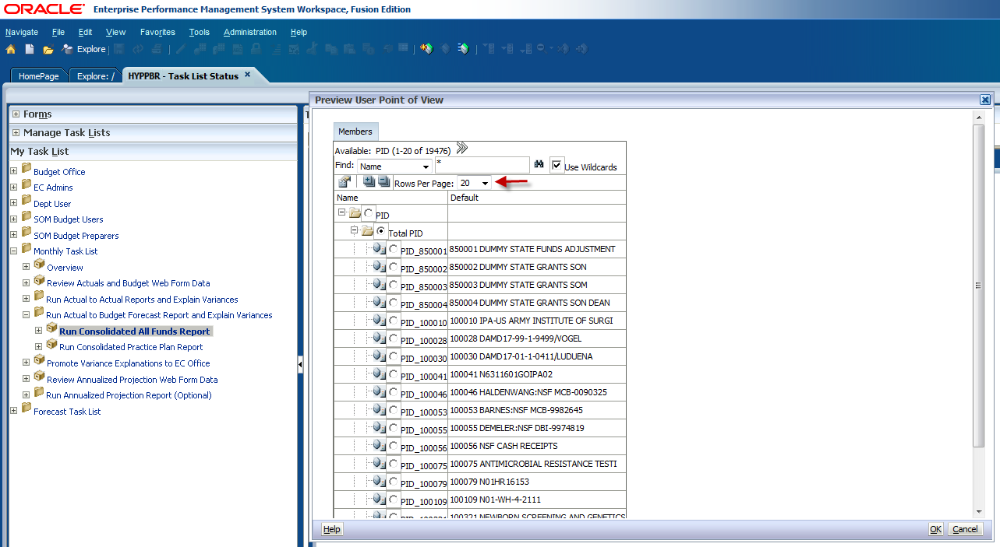 ORACLE Enterprise Performance Management System Workspace, Fusion Edition
Navigate File Edit View Favorites Tools Administration Help
Explore
HomePage Explore: / HYPPBR - Task List Status
Forms
Manage Task Lists
My Task List
Budget Office
EC Admins
Dept User
SOM Budget Users
SOM Budget Preparers
Monthly Task List
Overview
Review Actuals and Budget Web Form Data
Run Actual to Actual Reports and Explain Variances
Run Actual to Budget Forecast Report and Explain Variances
Run Consolidated All Funds Report
Run Consolidated Practice Plan Report
Promote Variance Explanations to EC Office
Review Annualized Projection Web Form Data
Run Annualized Projection Report (Optional)
Forecast Task List
Preview User Point of View
Members
Available: PID (1-20 of 19476)
Find: Name * Use Wildcards
Rows Per Page: 20
Name Default
PID
Total PID
PID_850001 850001 DUMMY STATE FUNDS ADJUSTMENT
PID_850002 850002 DUMMY STATE GRANTS SON
PID_850003 850003 DUMMY STATE GRANTS SOM
PID_850004 850004 DUMMY STATE GRANTS SON DEAN
PID_100010 100010 IPA-US ARMY INSTITUTE OF SURGI
PID_100028 100028 DAMD17-99-1-9499/VOGEL
PID_100030 100030 DAMD17-01-1-0411/LUDUENA
PID_100041 100041 N6311601GOIPA02
PID_100046 100046 HALDENWANG:NSF MCB-0090325
PID_100053 100053 BARNES:NSF MCB-9982645
PID_100055 100055 DEMELER:NSF DBI-9974819
PID_100056 100056 NSF CASH RECEIPTS
PID_100075 100075 ANTIMICROBIAL RESISTANCE TESTI
PID_100079 100079 N01HR16153
PID_100109 100109 N01-WH-4-2111
PID_100321 100321 NEWBORN SCREENING AND GENETICS
Help OK Cancel